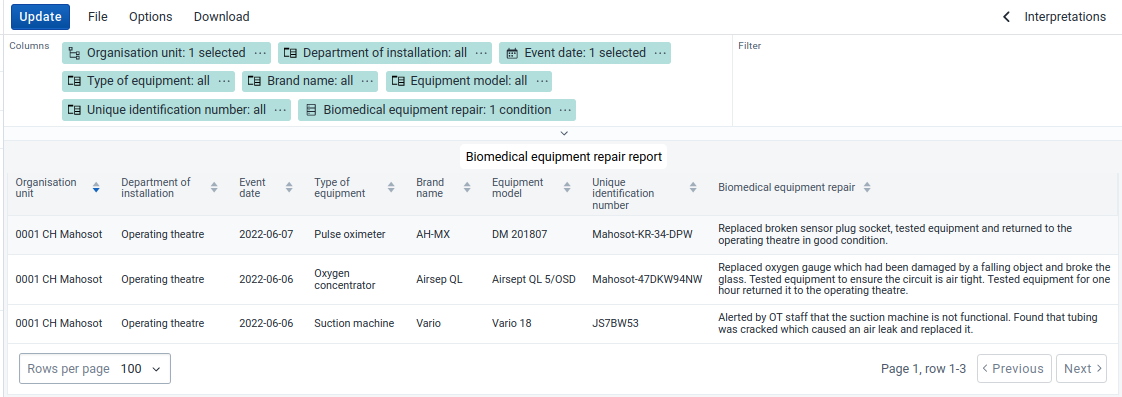 Update File Options Download Interpretations
Columns Organisation unit: 1 selected ... Department of installation: all ... Event date: 1 selected ... Filter
Type of equipment: all ... Brand name: all ... Equipment model: all ...
Unique identification number: all ... Biomedical equipment repair: 1 condition ...
Biomedical equipment repair report
Organisation unit Department of installation Event date Type of equipment Brand name Equipment model Unique identification number Biomedical equipment repair
0001 CH Mahosot Operating theatre 2022-06-07 Pulse oximeter AH-MX DM 201807 Mahosot-KR-34-DPW Replaced broken sensor plug socket, tested equipment and returned to the
operating theatre in good condition.
0001 CH Mahosot Operating theatre 2022-06-06 Oxygen concentrator Airsep QL Airsept QL 5/OSD Mahosot-47DKW94NW Replaced oxygen gauge which had been damaged by a falling object and broke the
glass. Tested equipment to ensure the circuit is air tight. Tested equipment for one
hour returned it to the operating theatre.
0001 CH Mahosot Operating theatre 2022-06-06 Suction machine Vario Vario 18 JS7BW53 Alerted by OT staff that the suction machine is not functional. Found that tubing
was cracked which caused an air leak and replaced it.
Rows per page 100 Page 1, row 1-3 Previous Next